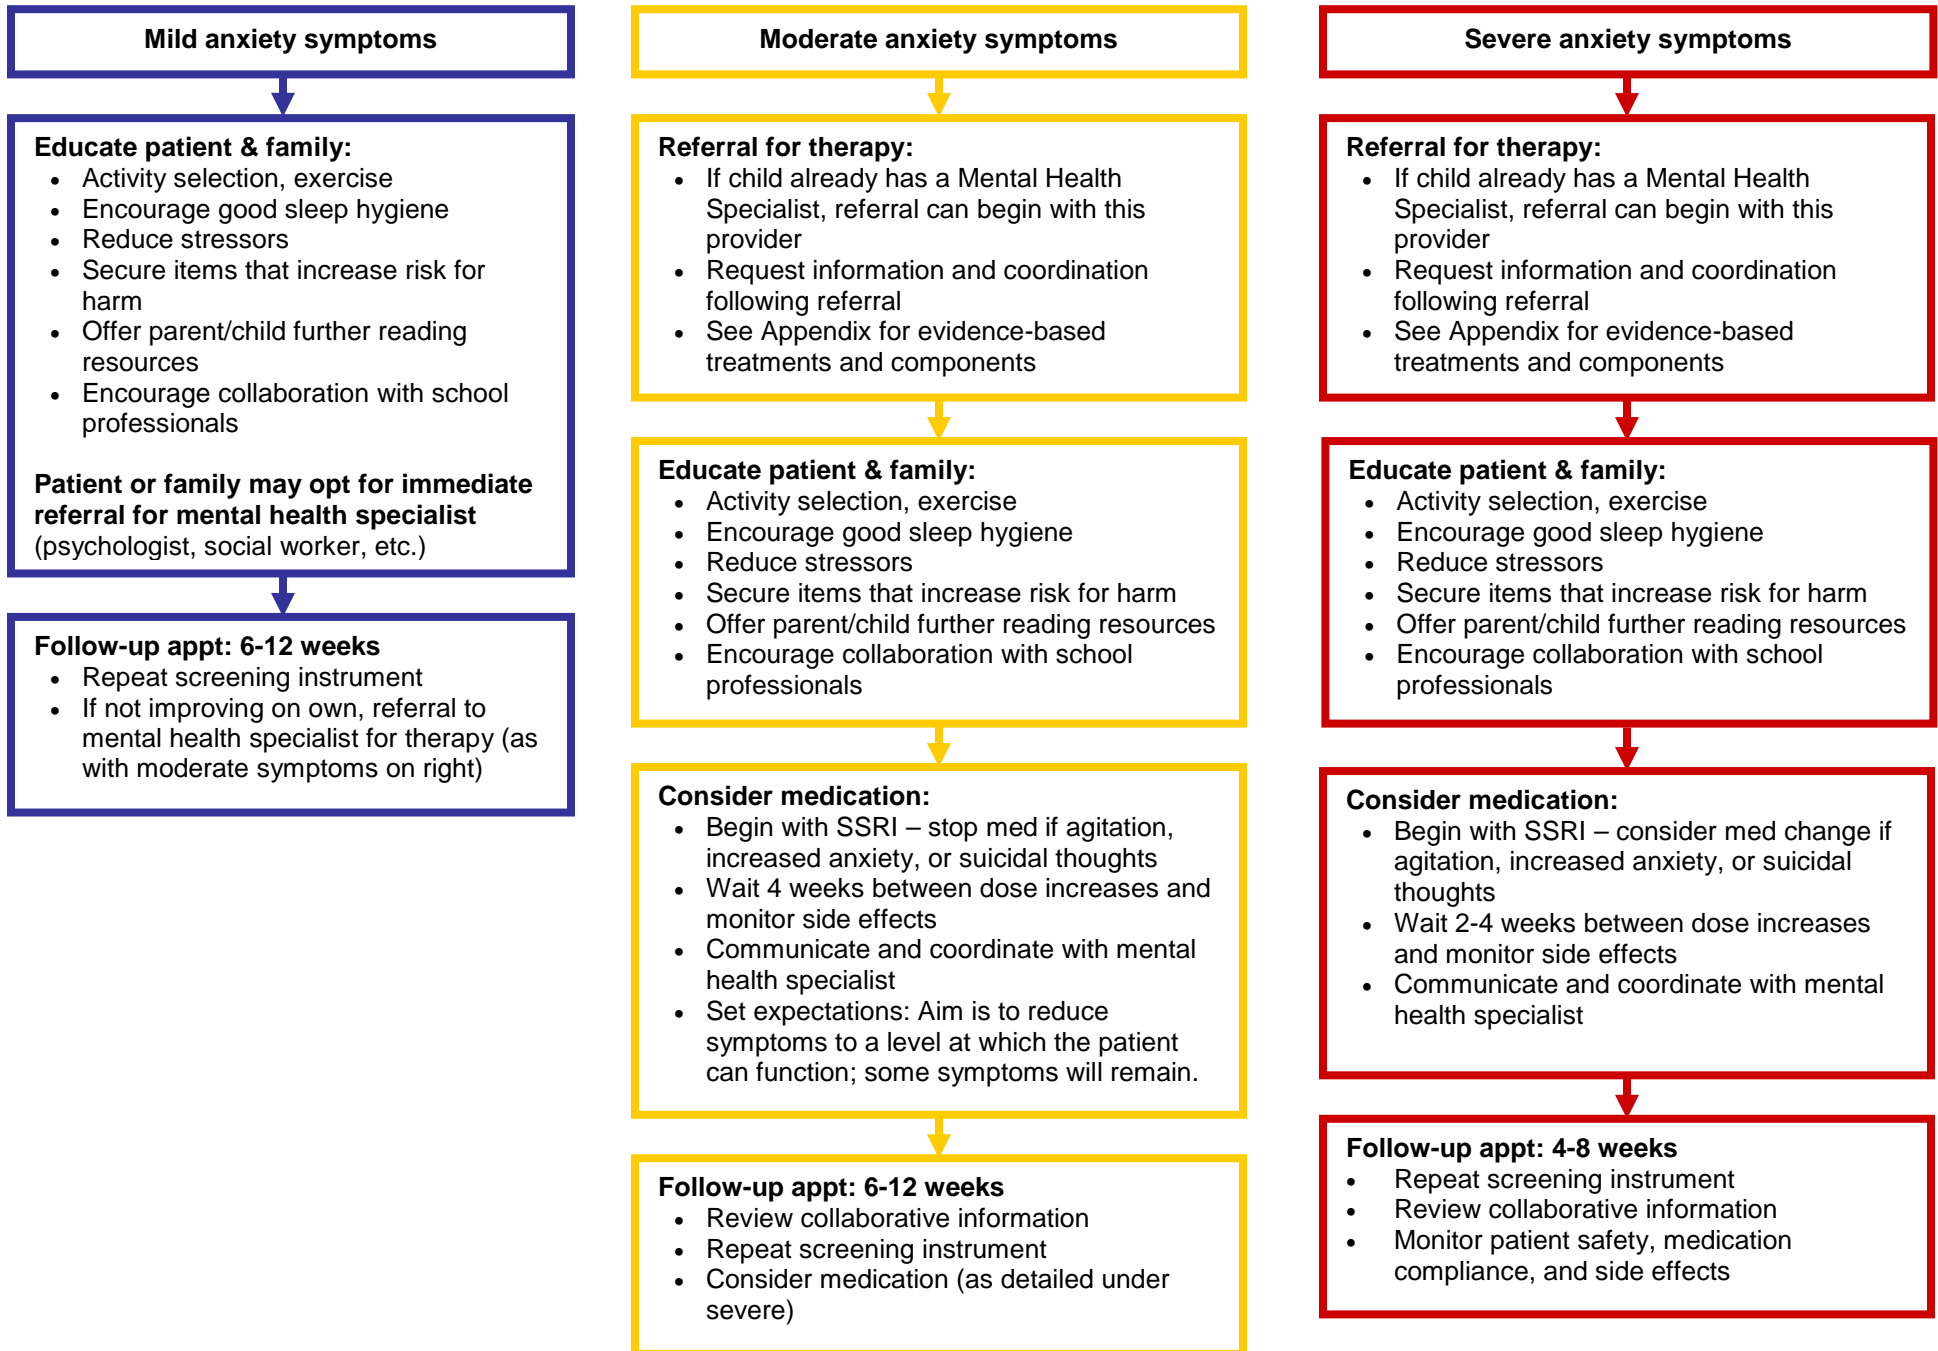 Mild anxiety symptoms
Educate patient & family:
• Activity selection, exercise
• Encourage good sleep hygiene
• Reduce stressors
• Secure items that increase risk for
harm
• Offer parent/child further reading
resources
• Encourage collaboration with school
professionals
Patient or family may opt for immediate
referral for mental health specialist
(psychologist, social worker, etc.)
Follow-up appt: 6-12 weeks
• Repeat screening instrument
• If not improving on own, referral to
mental health specialist for therapy (as
with moderate symptoms on right)
Moderate anxiety symptoms
Referral for therapy:
• If child already has a Mental Health
Specialist, referral can begin with this
provider
• Request information and coordination
following referral
• See Appendix for evidence-based
treatments and components
Educate patient & family:
• Activity selection, exercise
• Encourage good sleep hygiene
• Reduce stressors
• Secure items that increase risk for harm
• Offer parent/child further reading resources
• Encourage collaboration with school
professionals
Consider medication:
• Begin with SSRI – stop med if agitation,
increased anxiety, or suicidal thoughts
• Wait 4 weeks between dose increases and
monitor side effects
• Communicate and coordinate with mental
health specialist
• Set expectations: Aim is to reduce
symptoms to a level at which the patient
can function; some symptoms will remain.
Follow-up appt: 6-12 weeks
• Review collaborative information
• Repeat screening instrument
• Consider medication (as detailed under
severe)
Severe anxiety symptoms
Referral for therapy:
• If child already has a Mental Health
Specialist, referral can begin with this
provider
• Request information and coordination
following referral
• See Appendix for evidence-based
treatments and components
Educate patient & family:
• Activity selection, exercise
• Encourage good sleep hygiene
• Reduce stressors
• Secure items that increase risk for harm
• Offer parent/child further reading resources
• Encourage collaboration with school
professionals
Consider medication:
• Begin with SSRI – consider med change if
agitation, increased anxiety, or suicidal
thoughts
• Wait 2-4 weeks between dose increases
and monitor side effects
• Communicate and coordinate with mental
health specialist
Follow-up appt: 4-8 weeks
• Repeat screening instrument
• Review collaborative information
• Monitor patient safety, medication
compliance, and side effects